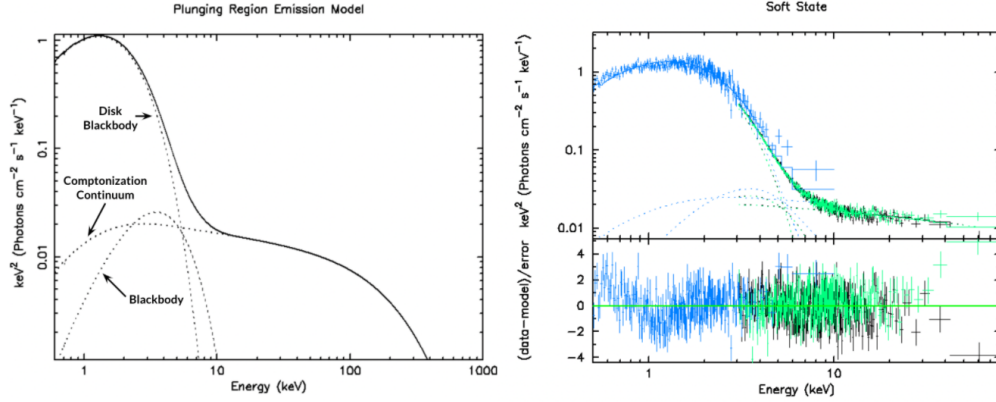 Plunging Region Emission Model
keV² (Photons cm⁻² s⁻¹ keV⁻¹)
1
0.1
0.01
Disk
Blackbody
Comptonization
Continuum
Blackbody
1
10
100
1000
Energy (keV)
Soft State
keV² (Photons cm⁻² s⁻¹ keV⁻¹)
1
0.1
0.01
(data-model)/error
4
2
0
-2
-4
1
10
Energy (keV)